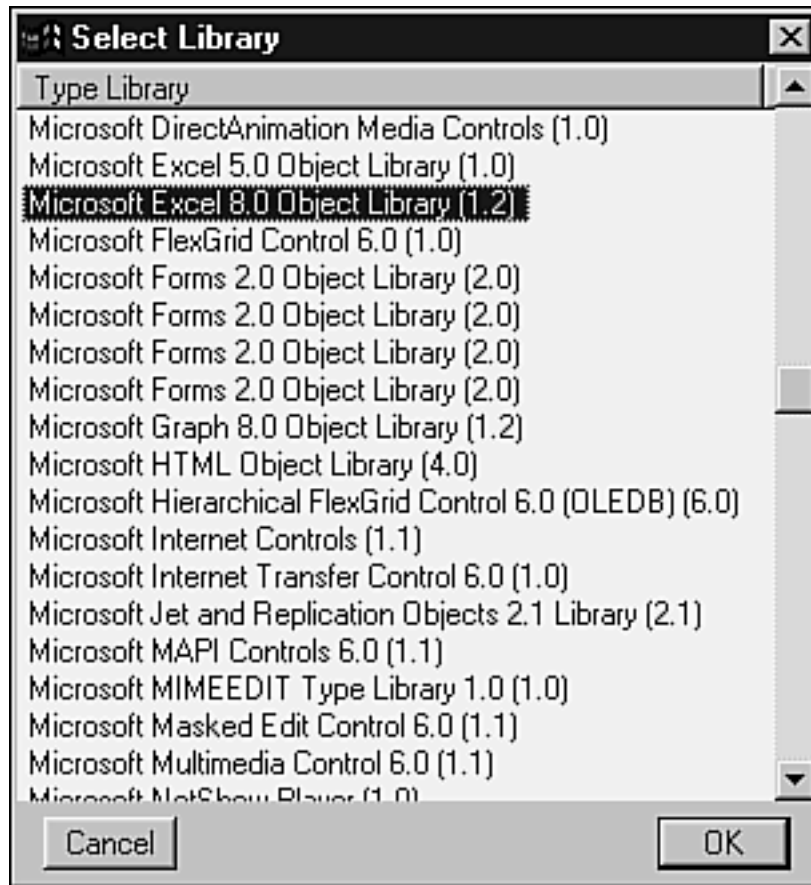 Select Library
Type Library
Microsoft DirectAnimation Media Controls (1.0)
Microsoft Excel 5.0 Object Library (1.0)
Microsoft Excel 8.0 Object Library (1.2)
Microsoft FlexGrid Control 6.0 (1.0)
Microsoft Forms 2.0 Object Library (2.0)
Microsoft Forms 2.0 Object Library (2.0)
Microsoft Forms 2.0 Object Library (2.0)
Microsoft Forms 2.0 Object Library (2.0)
Microsoft Graph 8.0 Object Library (1.2)
Microsoft HTML Object Library (4.0)
Microsoft Hierarchical FlexGrid Control 6.0 (OLEDB) (6.0)
Microsoft Internet Controls (1.1)
Microsoft Internet Transfer Control 6.0 (1.0)
Microsoft Jet and Replication Objects 2.1 Library (2.1)
Microsoft MAPI Controls 6.0 (1.1)
Microsoft MIMEEDIT Type Library 1.0 (1.0)
Microsoft Masked Edit Control 6.0 (1.1)
Microsoft Multimedia Control 6.0 (1.1)
Microsoft NetShow Player (1.0)
Cancel
OK